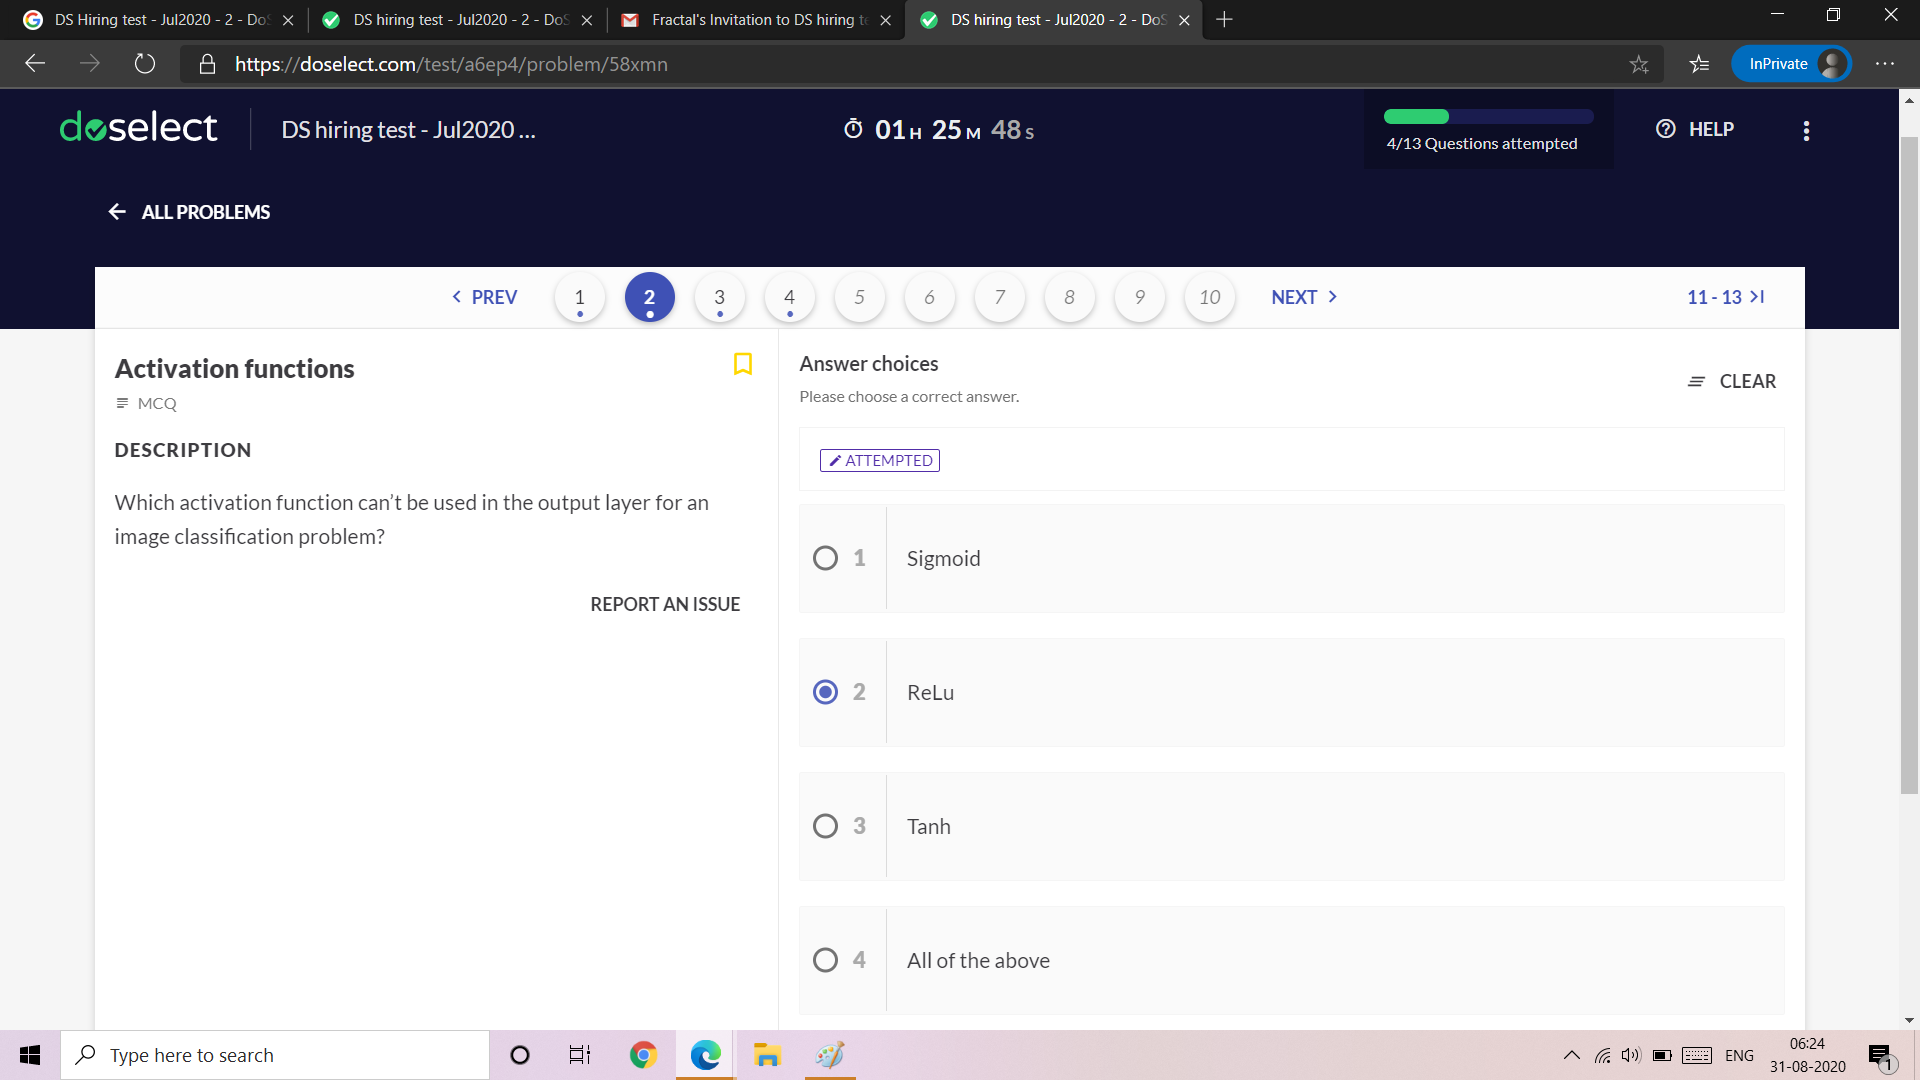 DS Hiring test - Jul2020 - 2 - DoS
DS hiring test - Jul2020 - 2 - DoS
Fractal's Invitation to DS hiring te
DS hiring test - Jul2020 - 2 - DoS
https://doselect.com/test/a6ep4/problem/58xmn
InPrivate
doselect
DS hiring test - Jul2020 ...
01 H 25 M 48 S
4/13 Questions attempted
HELP
ALL PROBLEMS
PREV
1
2
3
4
5
6
7
8
9
10
NEXT
11 - 13
Activation functions
MCQ
DESCRIPTION
Which activation function can’t be used in the output layer for an
image classification problem?
REPORT AN ISSUE
Answer choices
Please choose a correct answer.
CLEAR
ATTEMPTED
1 Sigmoid
2 ReLu
3 Tanh
4 All of the above
Type here to search
ENG
06:24
31-08-2020
1